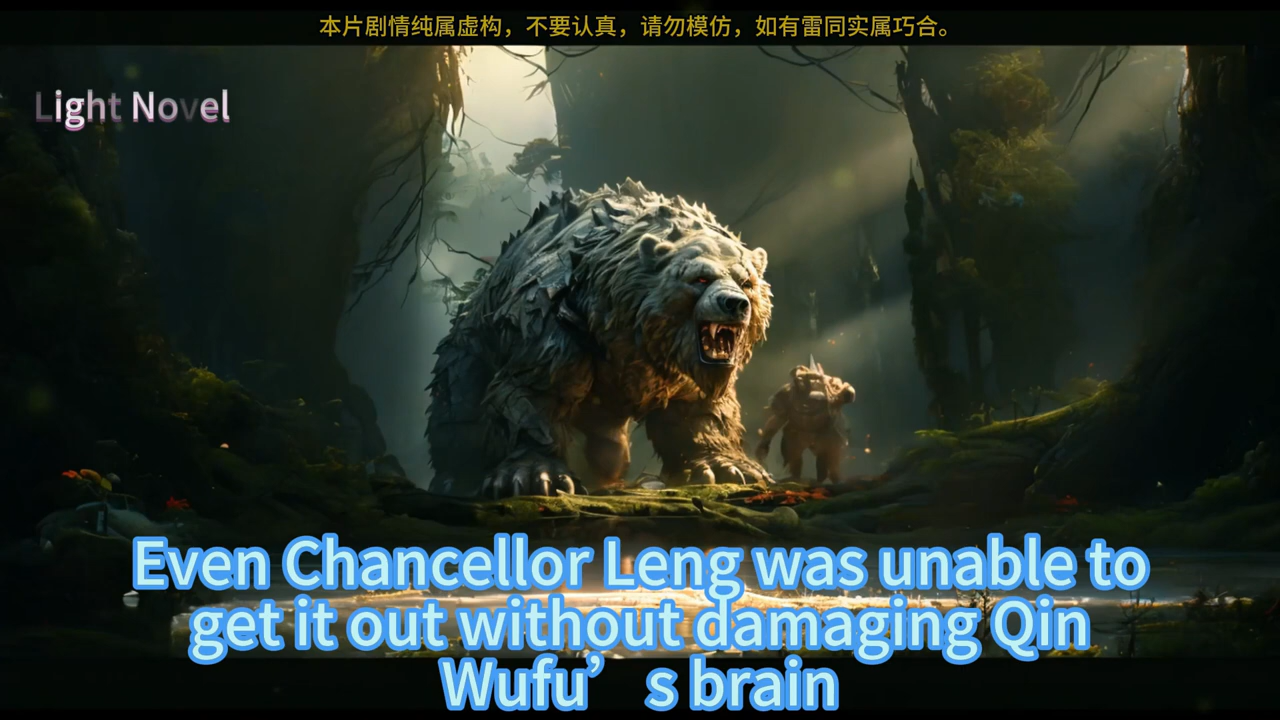 本片剧情纯属虚构，不要认真，请勿模仿，如有雷同实属巧合。
Light Novel
Even Chancellor Leng was unable to
get it out without damaging Qin
Wufu’s brain